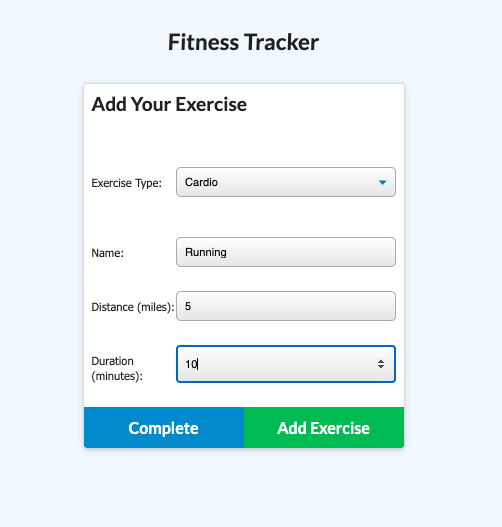 Fitness Tracker
Add Your Exercise
Exercise Type: Cardio
Name: Running
Distance (miles): 5
Duration
(minutes): 10
Complete Add Exercise